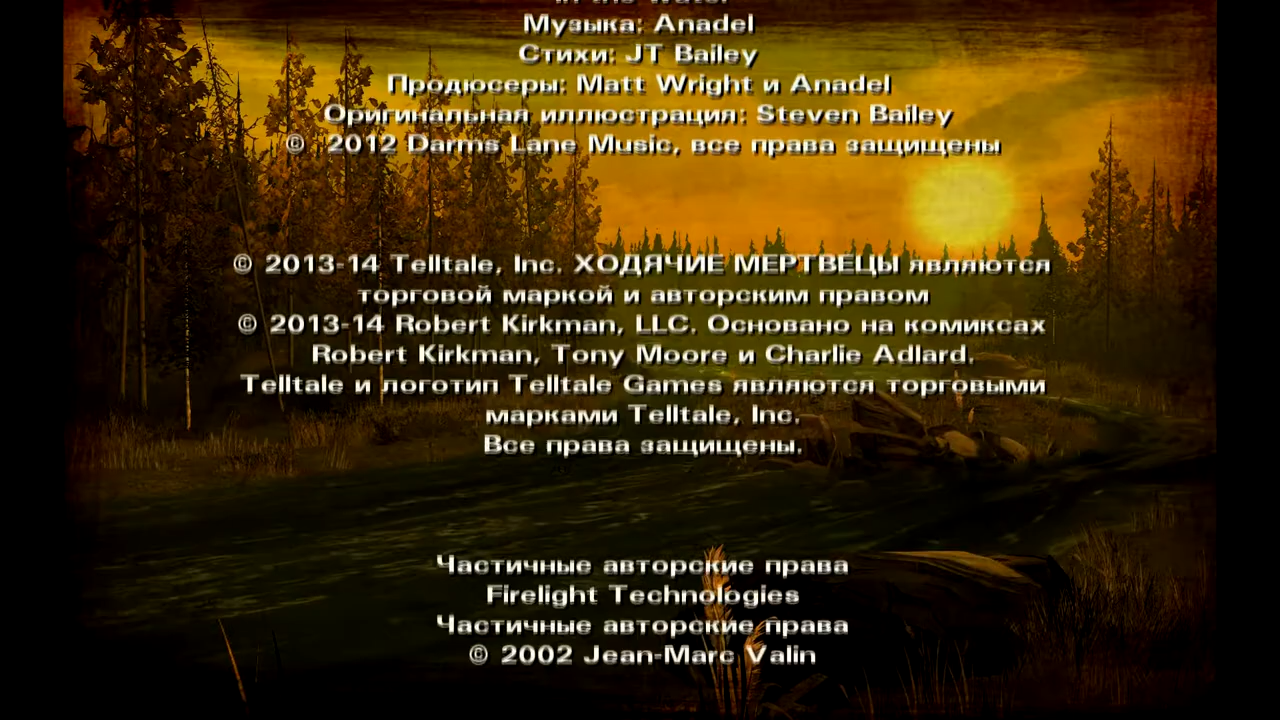 in the water
Музыка: Anadel
Стихи: JT Bailey
Продюсеры: Matt Wright и Anadel
Оригинальная иллюстрация: Steven Bailey
© 2012 Darms Lane Music, все права защищены
© 2013-14 Telltale, Inc. ХОДЯЧИЕ МЕРТВЕЦЫ являются
торговой маркой и авторским правом
© 2013-14 Robert Kirkman, LLC. Основано на комиксах
Robert Kirkman, Tony Moore и Charlie Adlard.
Telltale и логотип Telltale Games являются торговыми
марками Telltale, Inc.
Все права защищены.
Частичные авторские права
Firelight Technologies
Частичные авторские права
© 2002 Jean-Marc Valin